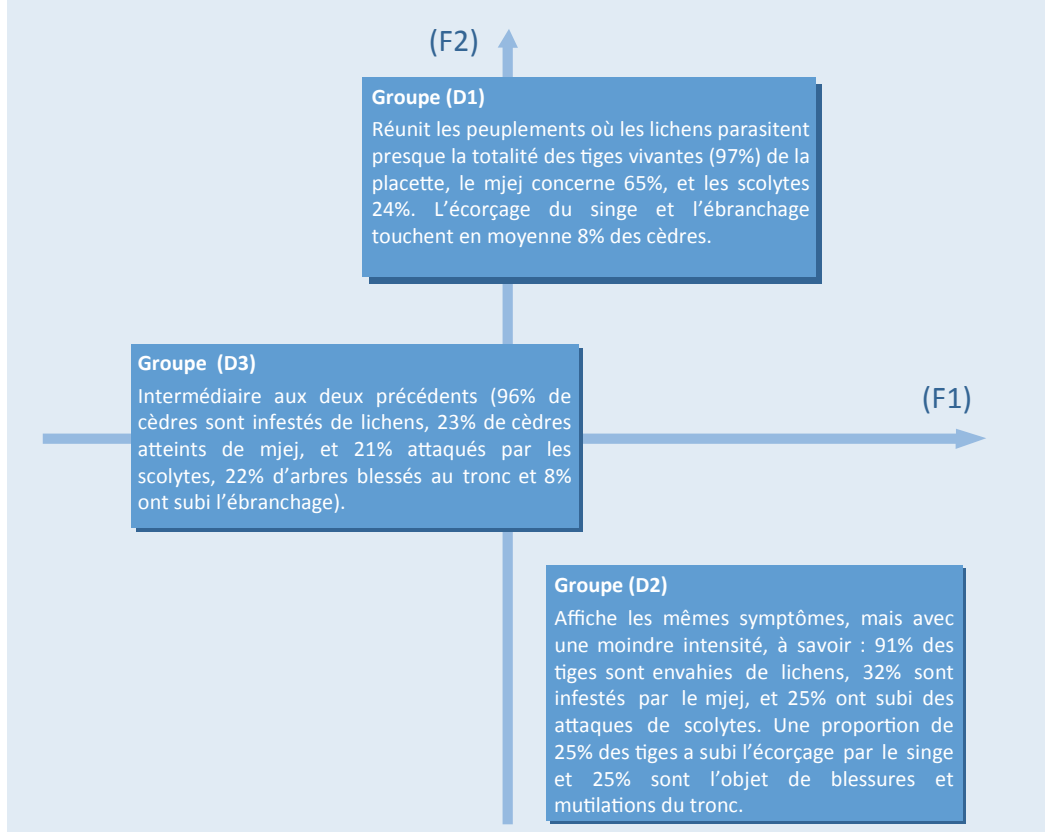 (F2)
Groupe (D1)
Réunit les peuplements où les lichens parasitent
presque la totalité des tiges vivantes (97%) de la
placette, le mjej concerne 65%, et les scolytes
24%. L’écorçage du singe et l’ébranchage
touchent en moyenne 8% des cèdres.
Groupe (D3)
Intermédiaire aux deux précédents (96% de
cèdres sont infestés de lichens, 23% de cèdres
atteints de mjej, et 21% attaqués par les
scolytes, 22% d’arbres blessés au tronc et 8%
ont subi l’ébranchage).
(F1)
Groupe (D2)
Affiche les mêmes symptômes, mais avec
une moindre intensité, à savoir : 91% des
tiges sont envahies de lichens, 32% sont
infestés par le mjej, et 25% ont subi des
attaques de scolytes. Une proportion de
25% des tiges a subi l’écorçage par le singe
et 25% sont l’objet de blessures et
mutilations du tronc.